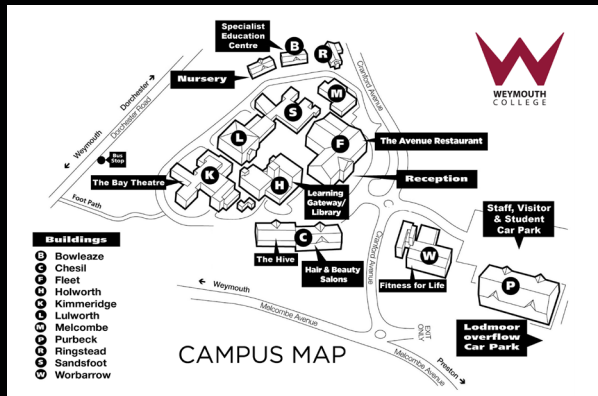 Specialist
Education
Centre
B
R
Nursery
Cranford Avenue
M
S
WEYMOUTH
COLLEGE
Dorchester
Dorchester Road
Weymouth
Bus
Stop
L
F
The Avenue Restaurant
The Bay Theatre
K
H
Learning
Gateway/
Library
Reception
Foot Path
Staff, Visitor
& Student
Car Park
C
The Hive
Hair & Beauty
Salons
Cranford Avenue
W
Fitness for Life
P
Buildings
B Bowleaze
C Chesil
F Fleet
H Holworth
K Kimmeridge
L Lulworth
M Melcombe
P Purbeck
R Ringstead
S Sandsfoot
W Worbarrow
Weymouth
Melcombe Avenue
EXIT
ONLY
Lodmoor
overflow
Car Park
CAMPUS MAP
Melcombe Avenue
Preston